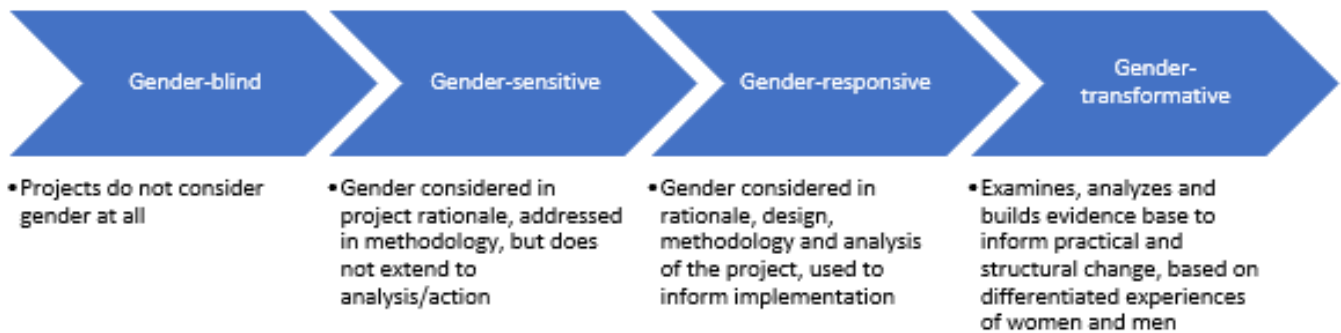 Gender-blind
Gender-sensitive
Gender-responsive
Gender-
transformative
•Projects do not consider
gender at all
•Gender considered in
project rationale, addressed
in methodology, but does
not extend to
analysis/action
•Gender considered in
rationale, design,
methodology and analysis
of the project, used to
inform implementation
•Examines, analyzes and
builds evidence base to
inform practical and
structural change, based on
differentiated experiences
of women and men